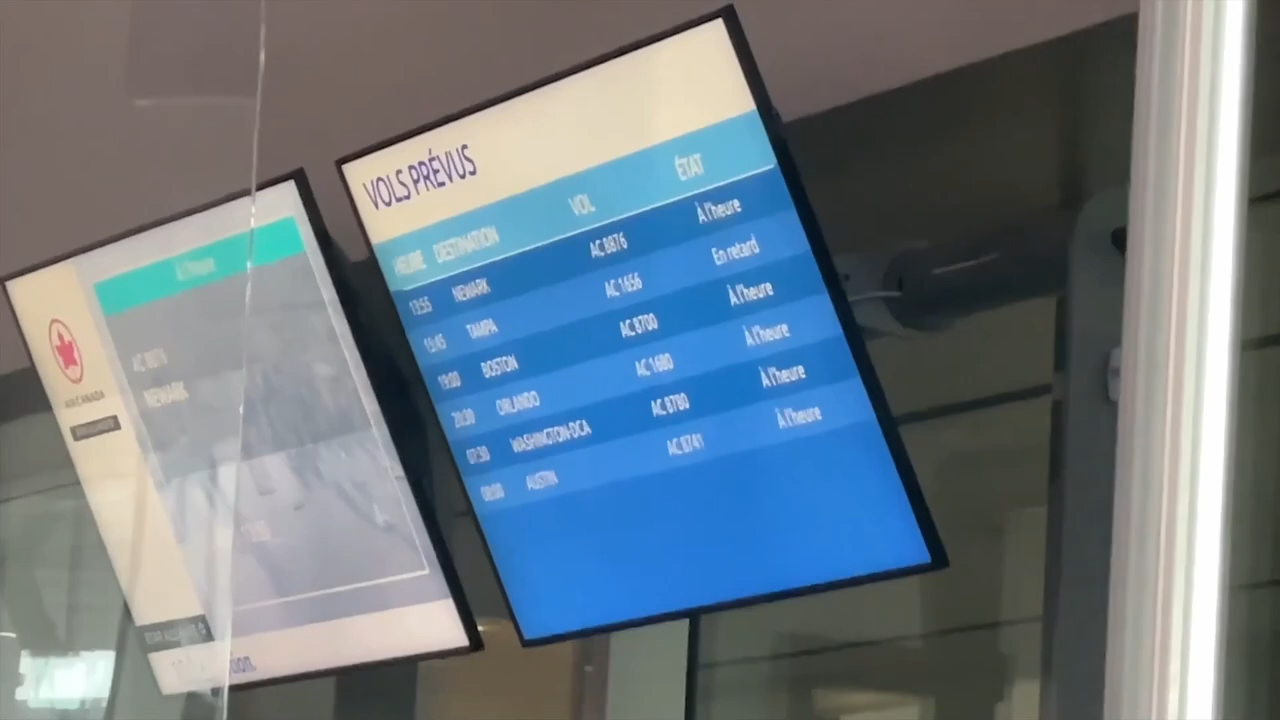 À l'heure
AC 8876
NEWARK
AIR CANADA
VOLS PRÉVUS
HEURE DESTINATION VOL ÉTAT
13:55 NEWARK AC 8876 À l'heure
TAMPA AC 1656 En retard
19:00 BOSTON AC 8700 À l'heure
20:30 ORLANDO AC 1680 À l'heure
07:30 WASHINGTON-DCA AC 8780 À l'heure
08:00 AUSTIN AC 8741 À l'heure